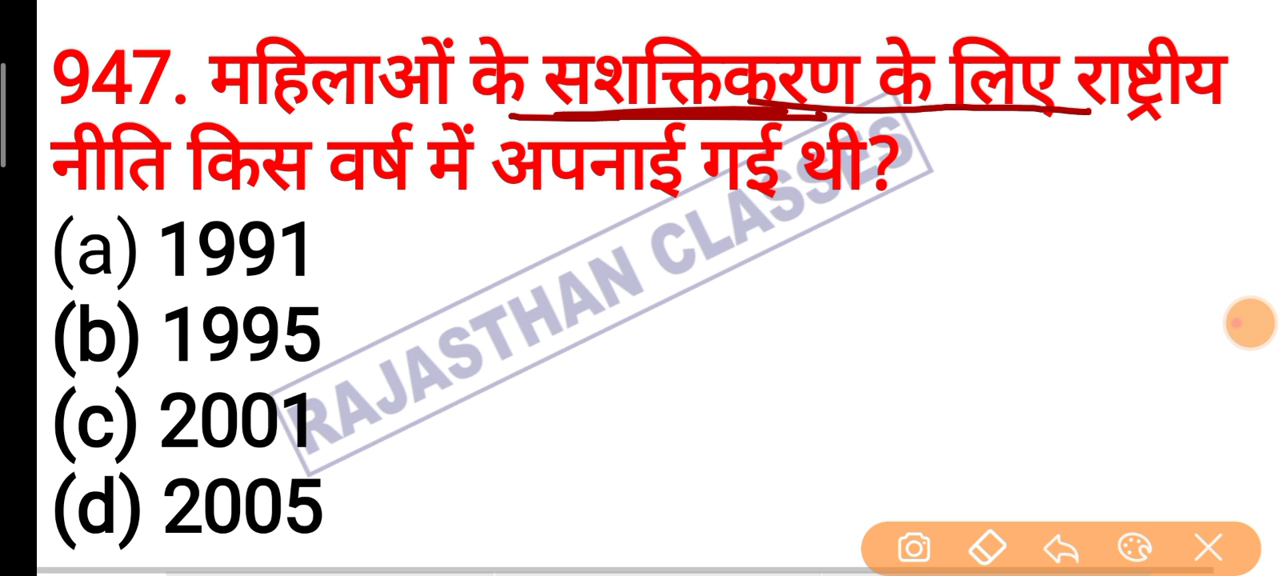 947. महिलाओं के सशक्तिकरण के लिए राष्ट्रीय
नीति किस वर्ष में अपनाई गई थी?
(a) 1991
(b) 1995
(c) 2001
(d) 2005
RAJASTHAN CLASSES